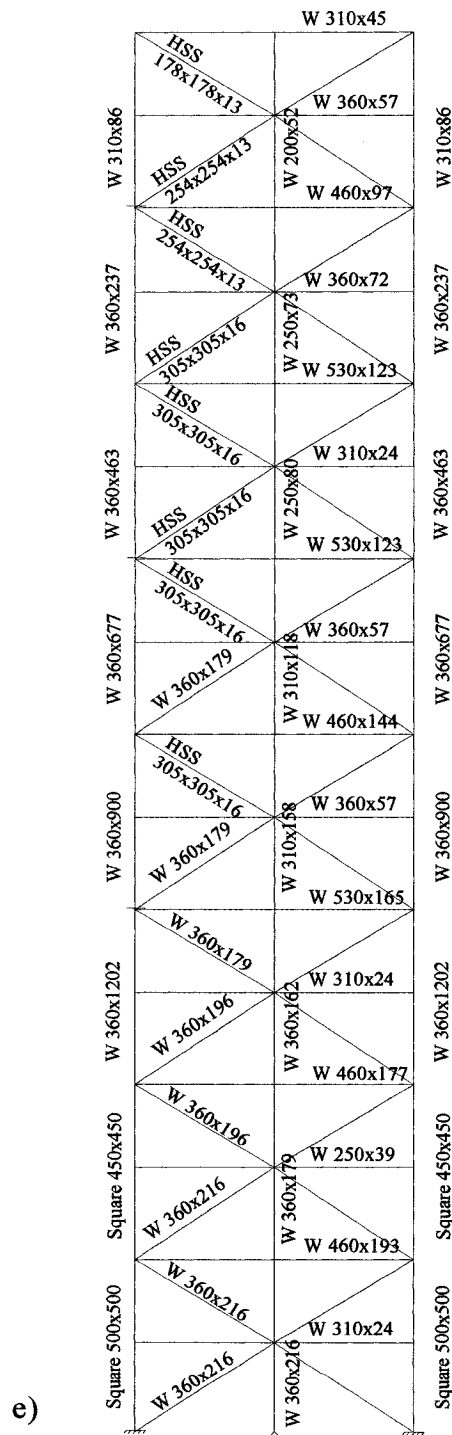 W 310x45
HSS
178x178x13
W 360x57
W 310x86
W 200x52
W 310x86
HSS
254x254x13
W 460x97
HSS
254x254x13
W 360x72
W 360x237
W 250x73
W 360x237
HSS
305x305x16
W 530x123
HSS
305x305x16
W 310x24
W 360x463
W 250x80
W 360x463
HSS
305x305x16
W 530x123
HSS
305x305x16
W 360x57
W 360x677
W 310x118
W 360x677
W 360x179
W 460x144
HSS
305x305x16
W 360x57
W 360x900
W 310x158
W 360x900
W 360x179
W 530x165
W 360x179
W 310x24
W 360x1202
W 360x162
W 360x1202
W 360x196
W 460x177
W 360x196
W 250x39
Square 450x450
W 360x179
Square 450x450
W 360x216
W 460x193
W 360x216
W 310x24
Square 500x500
W 360x216
Square 500x500
W 360x216
e)